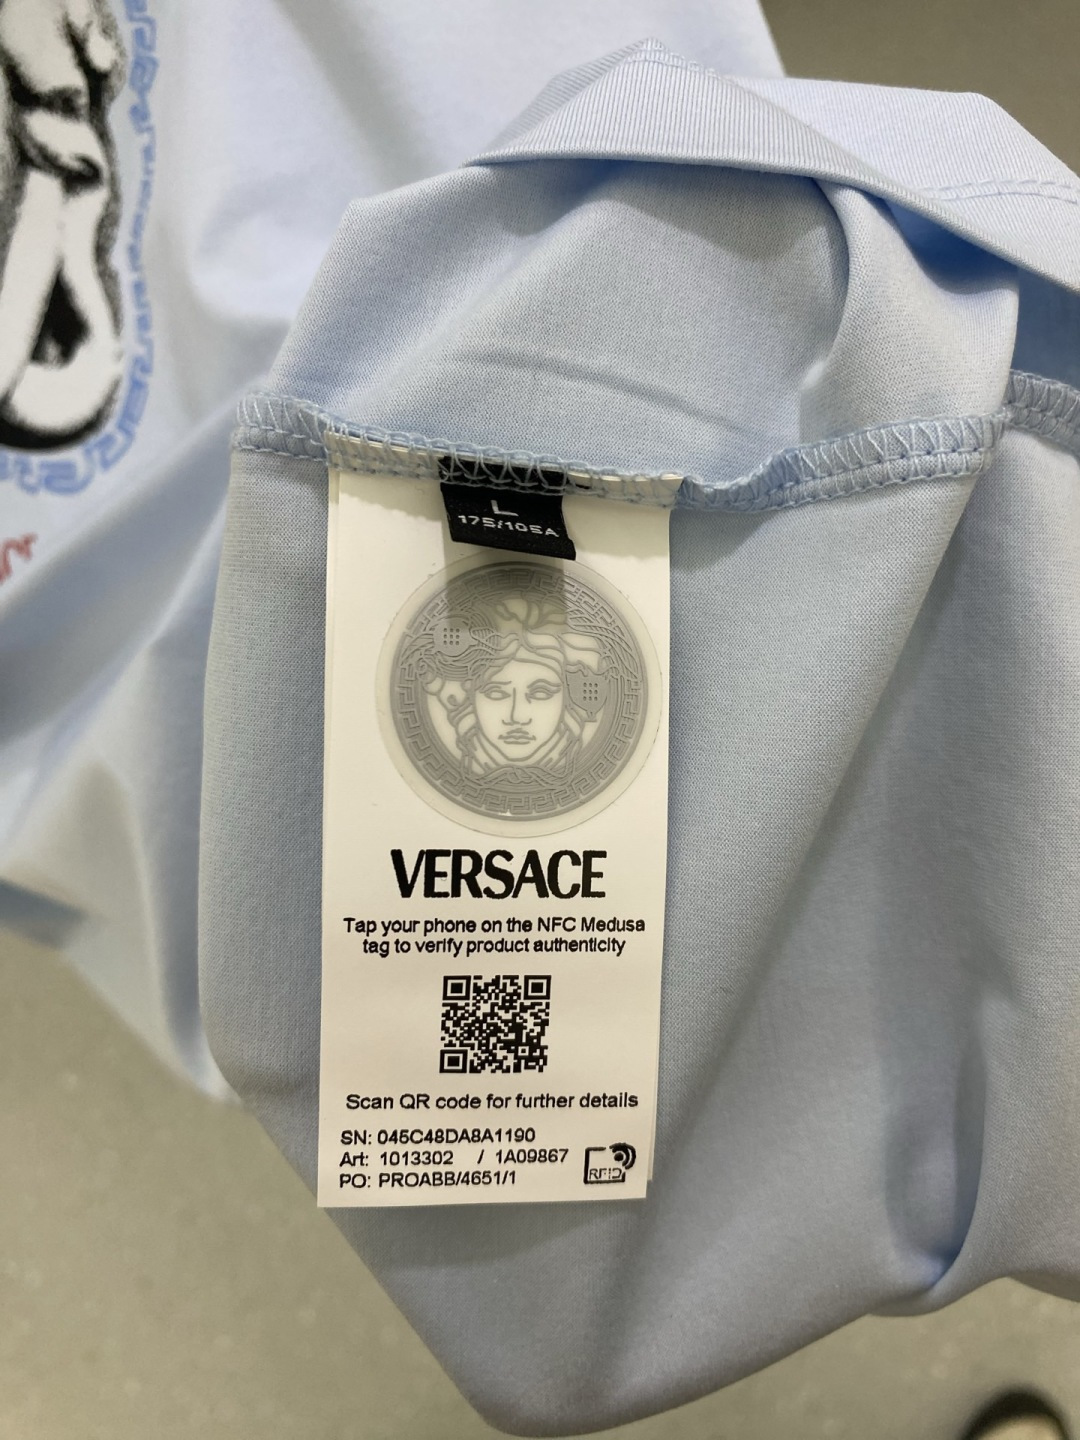 L
175/105A
VERSACE
Tap your phone on the NFC Medusa
tag to verify product authenticity
Scan QR code for further details
SN: 045C48DA8A1190
Art: 1013302 / 1A09867
PO: PROABB/4651/1
RFID